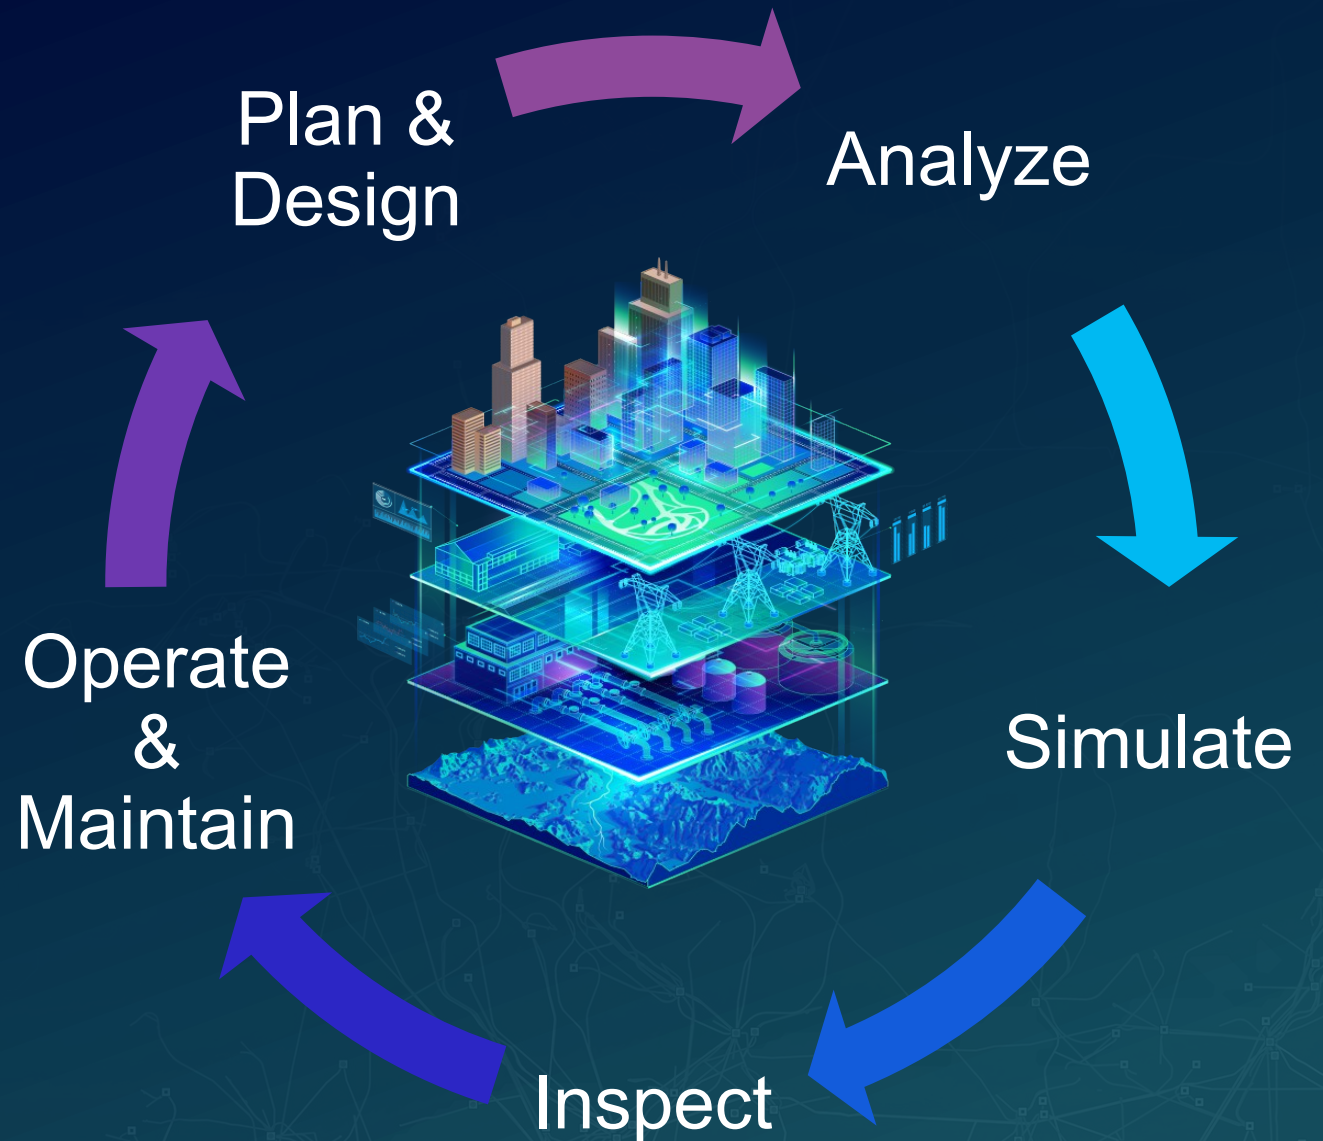 Plan &
Design
Analyze
Simulate
Inspect
Operate
&
Maintain